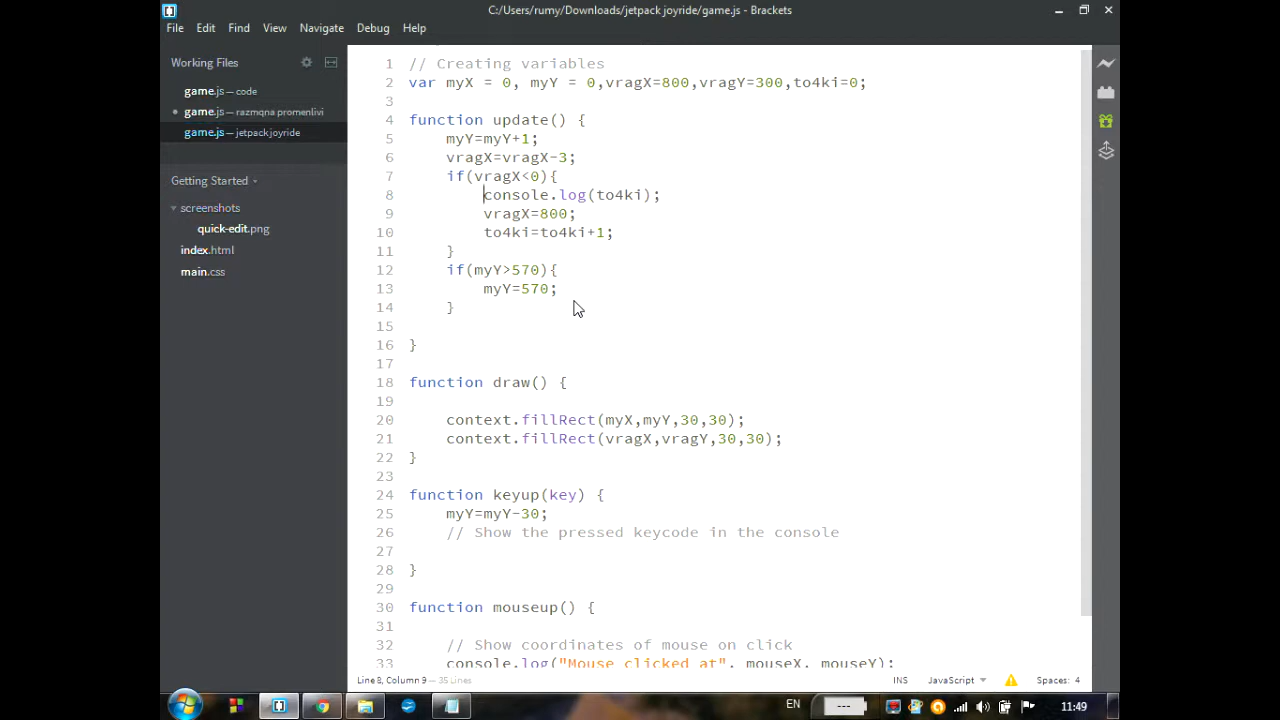 C:/Users/rumy/Downloads/jetpack joyride/game.js - Brackets
File Edit Find View Navigate Debug Help
Working Files
game.js — code
game.js — razmqna promenlivi
game.js — jetpack joyride
Getting Started
screenshots
quick-edit.png
index.html
main.css
1 // Creating variables
2 var myX = 0, myY = 0,vragX=800,vragY=300,to4ki=0;
3
4 function update() {
5 myY=myY+1;
6 vragX=vragX-3;
7 if(vragX<0){
8 console.log(to4ki);
9 vragX=800;
10 to4ki=to4ki+1;
11 }
12 if(myY>570){
13 myY=570;
14 }
15
16 }
17
18 function draw() {
19
20 context.fillRect(myX,myY,30,30);
21 context.fillRect(vragX,vragY,30,30);
22 }
23
24 function keyup(key) {
25 myY=myY-30;
26 // Show the pressed keycode in the console
27
28 }
29
30 function mouseup() {
31
32 // Show coordinates of mouse on click
33 console.log("Mouse clicked at", mouseX, mouseY);
Line 8, Column 9 — 35 Lines
INS JavaScript Spaces: 4
EN --- 11:49